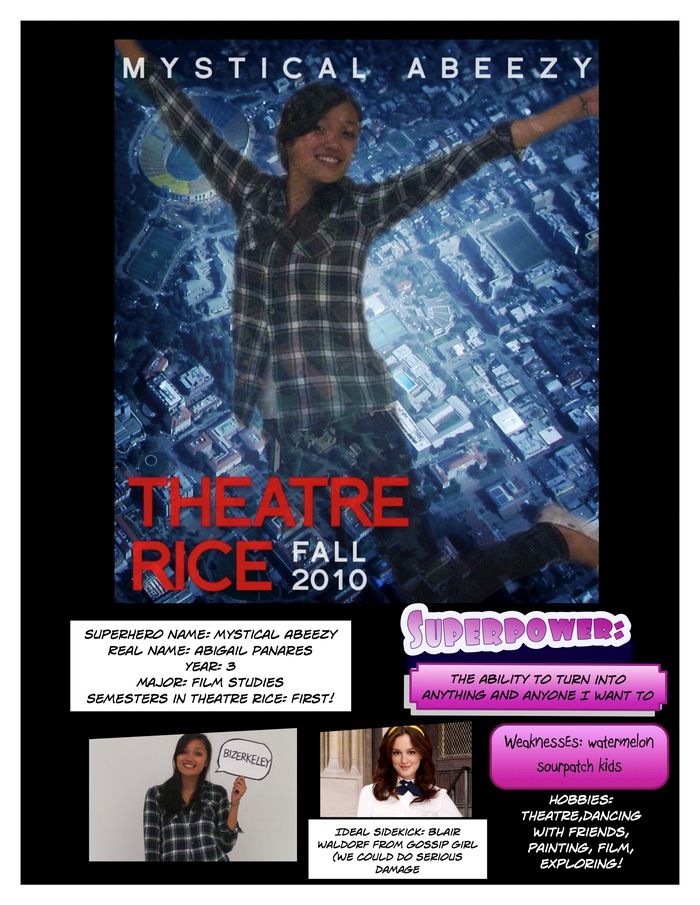 MYSTICAL ABEEZY
THEATRE
RICE FALL
2010
SUPERHERO NAME: MYSTICAL ABEEZY
REAL NAME: ABIGAIL PANARES
YEAR: 3
MAJOR: FILM STUDIES
SEMESTERS IN THEATRE RICE: FIRST!
SUPERPOWER:
THE ABILITY TO TURN INTO
ANYTHING AND ANYONE I WANT TO
BIZERKELEY
IDEAL SIDEKICK: BLAIR
WALDORF FROM GOSSIP GIRL
(WE COULD DO SERIOUS
DAMAGE
WeaknessEs: watermelon
sourpatch kids
HOBBIES:
THEATRE,DANCING
WITH FRIENDS,
PAINTING, FILM,
EXPLORING!